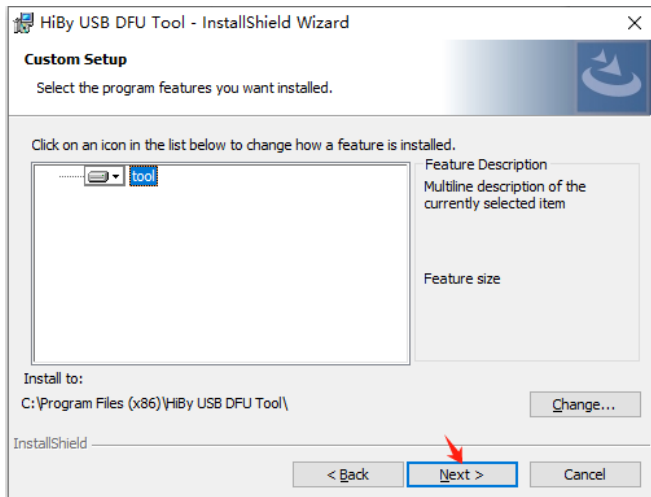 HiBy USB DFU Tool - InstallShield Wizard
Custom Setup
Select the program features you want installed.
Click on an icon in the list below to change how a feature is installed.
tool
Feature Description
Multiline description of the
currently selected item
Feature size
Install to:
C:\Program Files (x86)\HiBy USB DFU Tool\
Change...
InstallShield
< Back
Next >
Cancel